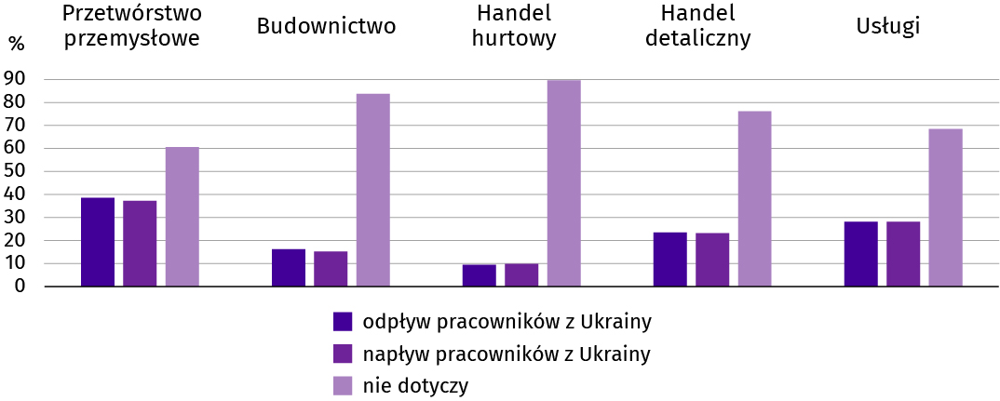 Przetwórstwo
przemysłowe
Budownictwo
Handel
hurtowy
Handel
detaliczny
Usługi
%
90
80
70
60
50
40
30
20
10
0
odpływ pracowników z Ukrainy
napływ pracowników z Ukrainy
nie dotyczy